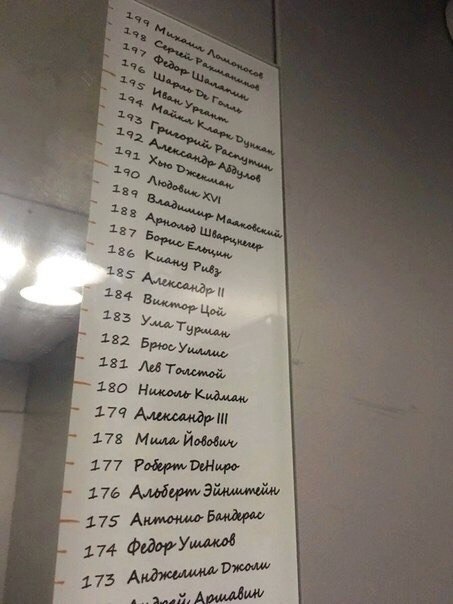 199 Михаил Ломоносов
198 Сергей Рахманинов
197 Федор Шаляпин
196 Шарль Де Голль
195 Иван Ургант
194 Майкл Кларк Дункан
193 Григорий Распутин
192 Александр Абдулов
191 Хью Джекман
190 Людовик XVI
189 Владимир Маяковский
188 Арнольд Шварцнегер
187 Борис Ельцин
186 Киану Ривз
185 Александр II
184 Виктор Цой
183 Ума Турман
182 Брюс Уиллис
181 Лев Толстой
180 Николь Кидман
179 Александр III
178 Мила Йовович
177 Роберт ДеНиро
176 Альберт Эйнштейн
175 Антонио Бандерас
174 Федор Ушаков
173 Анджелина Джоли
Андрей Аршавин